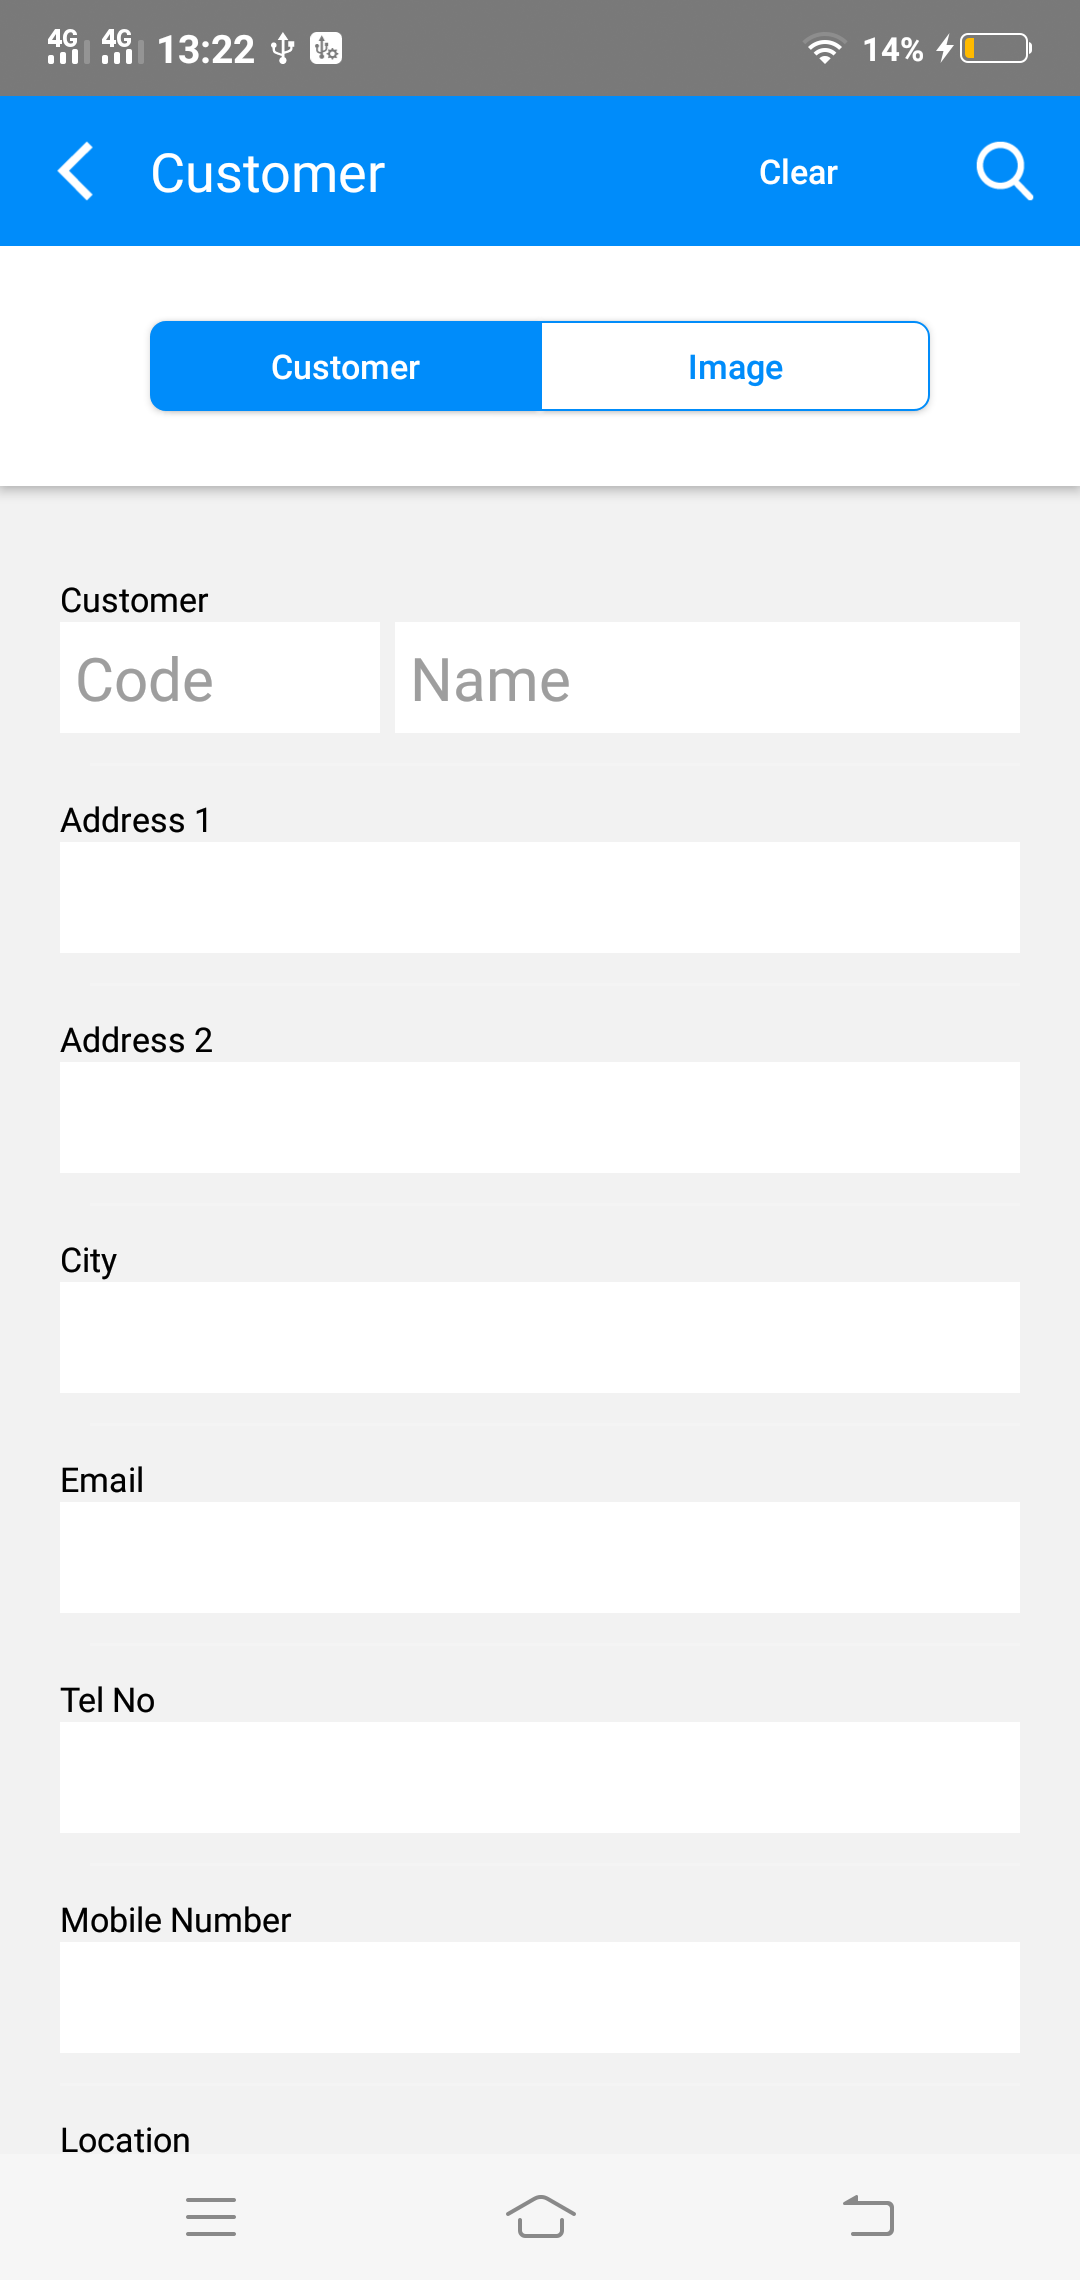 4G 4G 13:22 14%
Customer Clear
Customer Image
Customer
Code Name
Address 1
Address 2
City
Email
Tel No
Mobile Number
Location